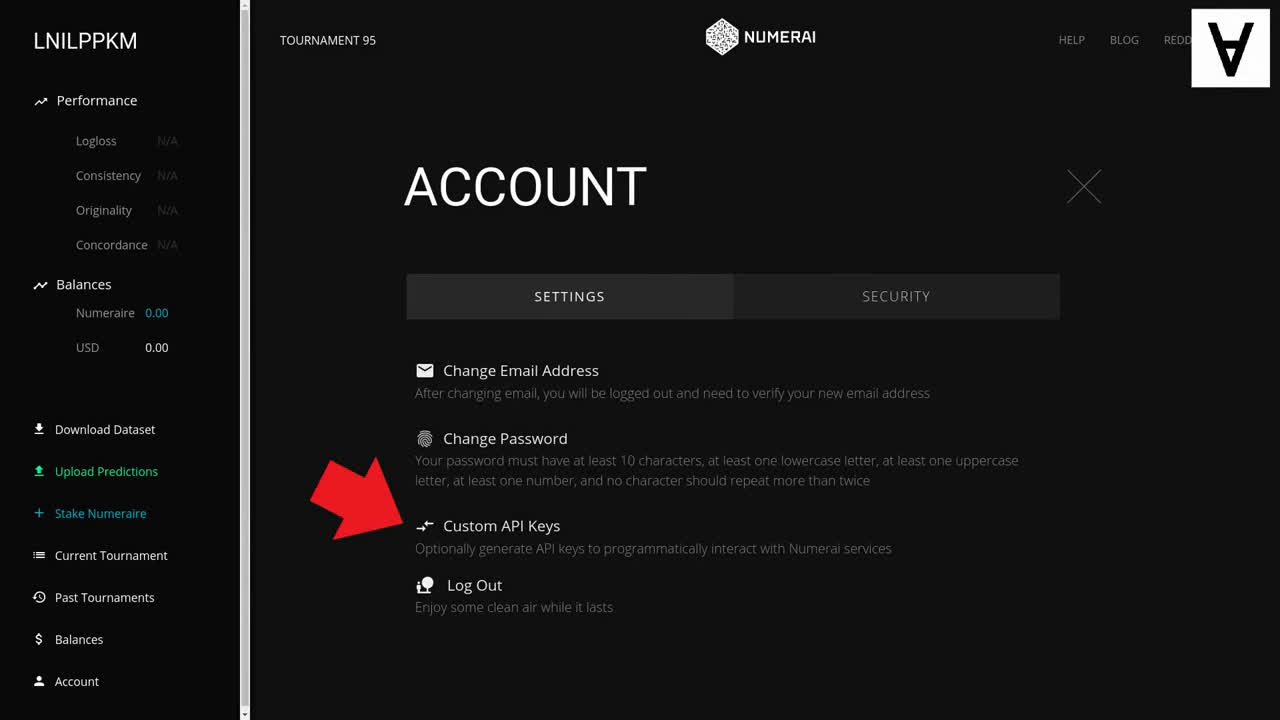 LNILPPKM
TOURNAMENT 95
NUMERAI
HELP BLOG REDD
∀
Performance
Logloss N/A
Consistency N/A
Originality N/A
Concordance N/A
Balances
Numeraire 0.00
USD 0.00
Download Dataset
Upload Predictions
Stake Numeraire
Current Tournament
Past Tournaments
Balances
Account
ACCOUNT
SETTINGS SECURITY
Change Email Address
After changing email, you will be logged out and need to verify your new email address
Change Password
Your password must have at least 10 characters, at least one lowercase letter, at least one uppercase
letter, at least one number, and no character should repeat more than twice
Custom API Keys
Optionally generate API keys to programmatically interact with Numerai services
Log Out
Enjoy some clean air while it lasts